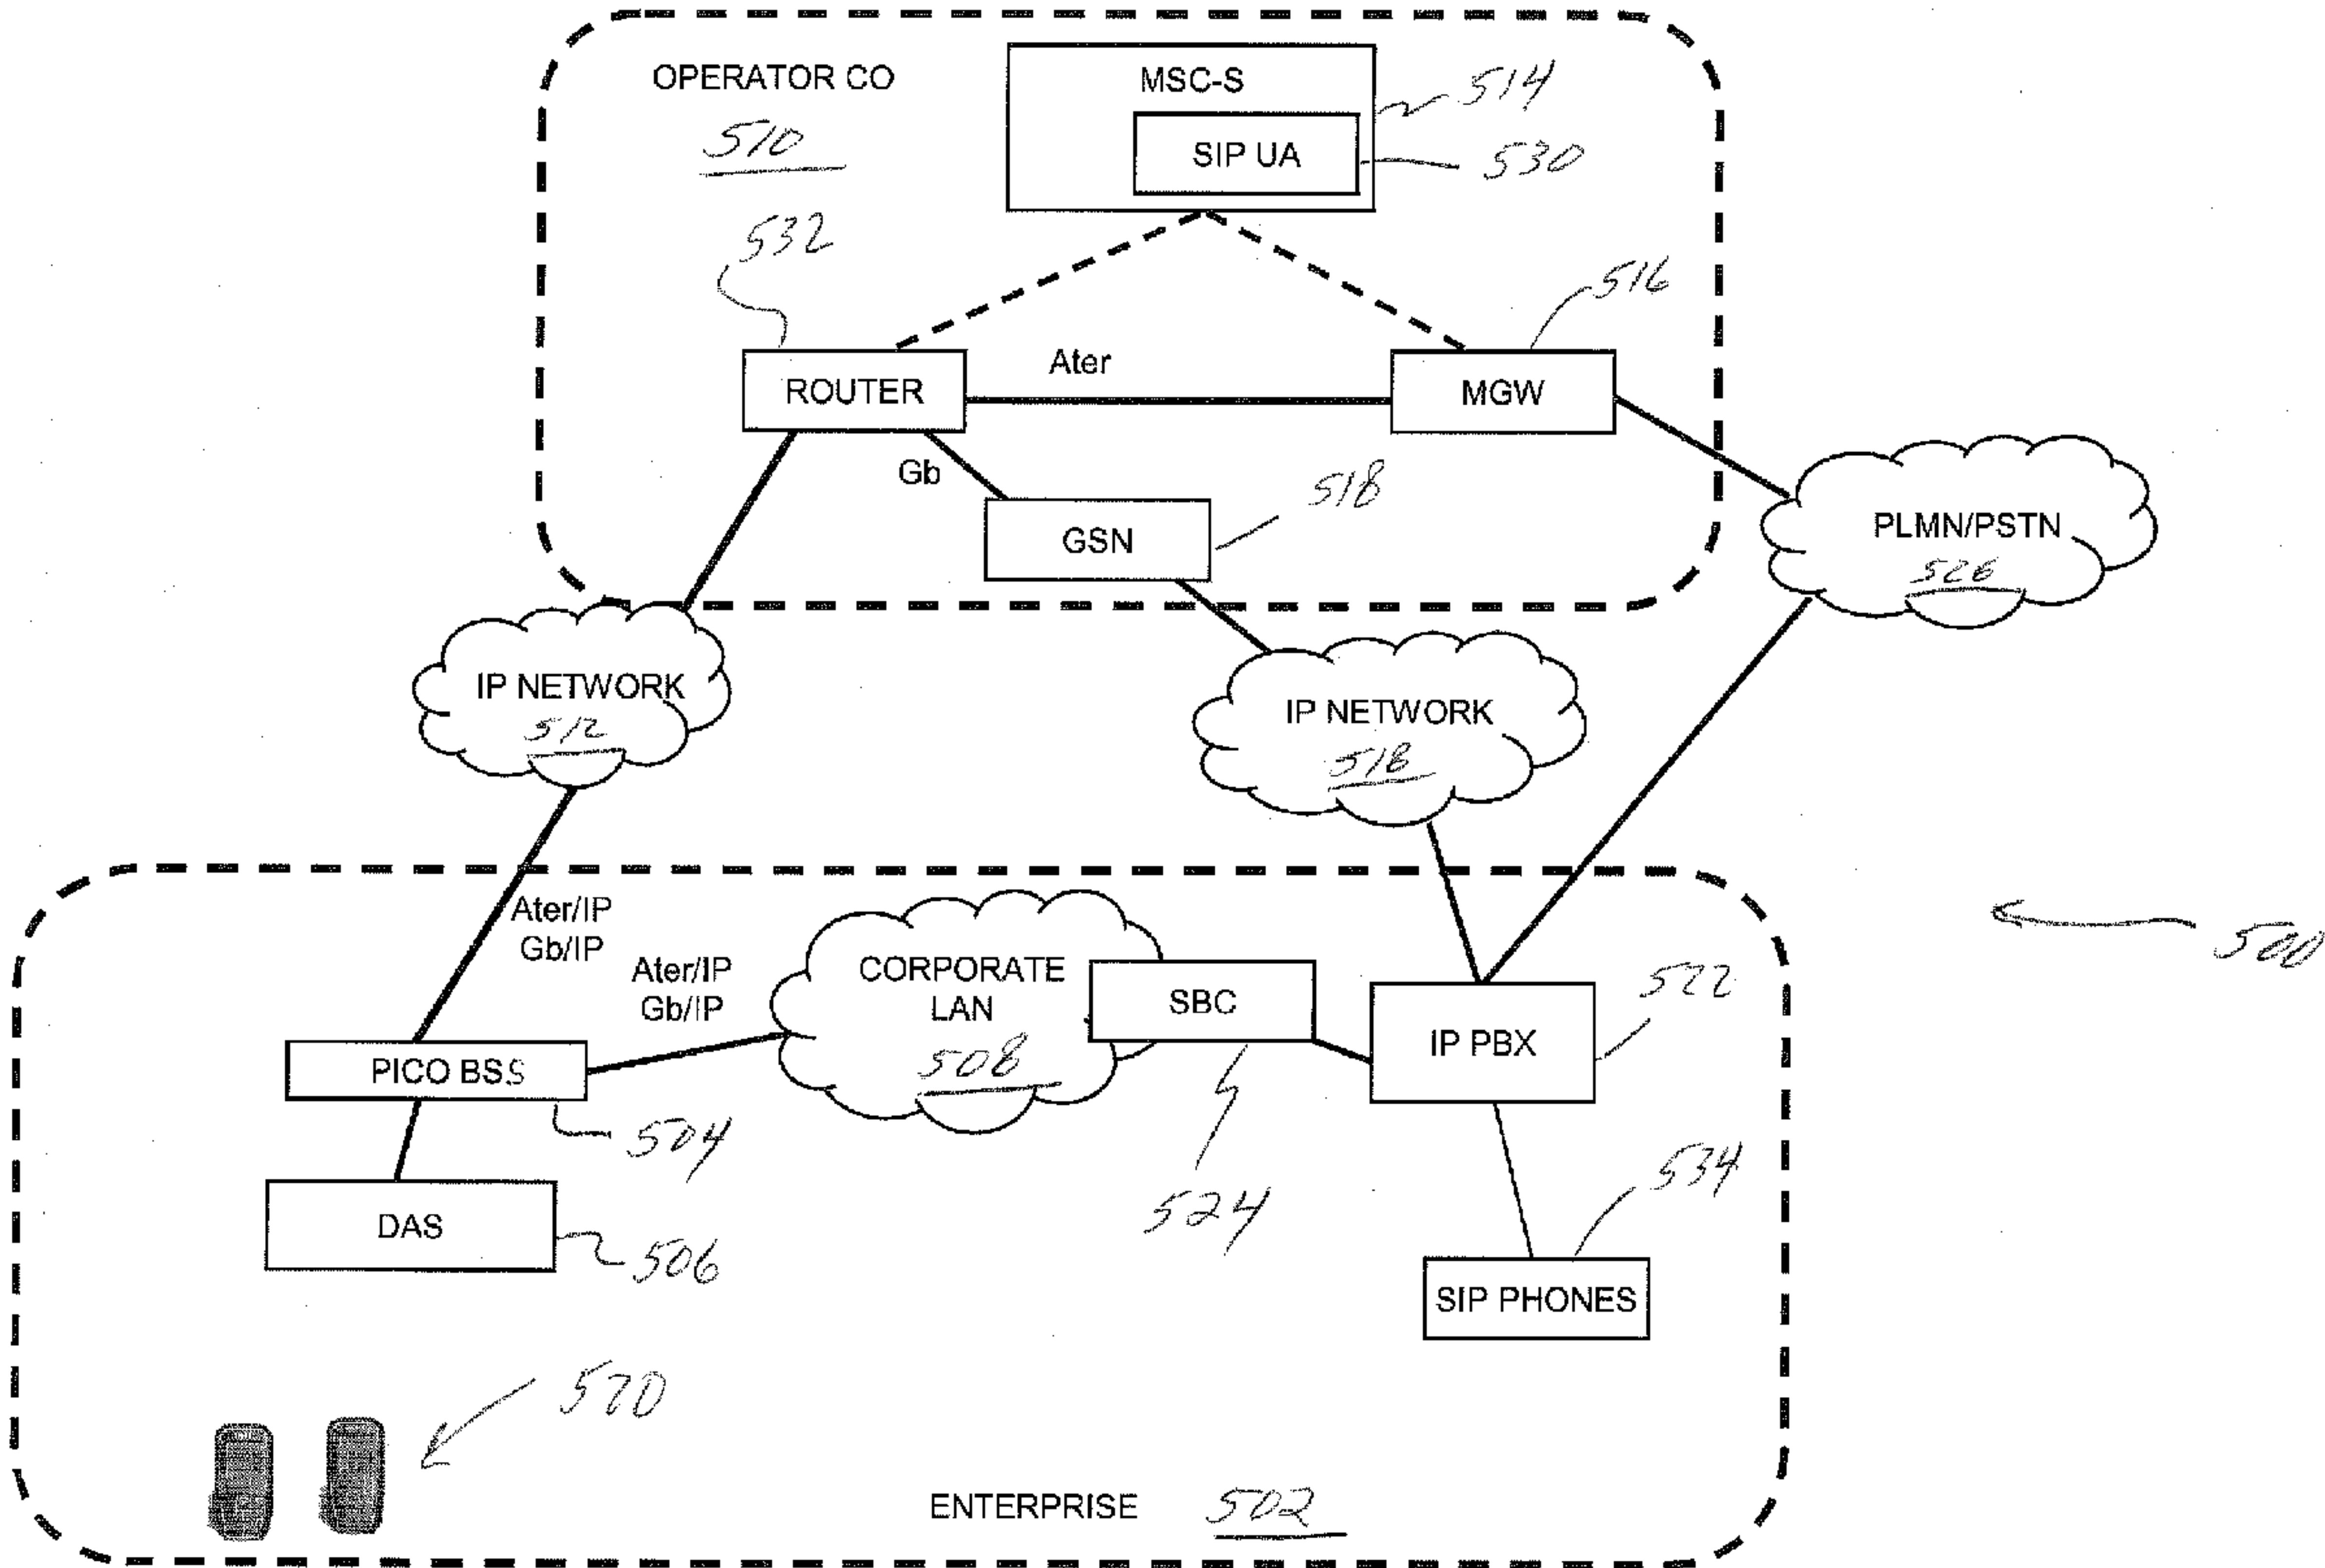 OPERATOR CO
510
MSC-S
514
SIP UA
530
532
516
ROUTER
Ater
MGW
Gb
518
GSN
PLMN/PSTN
526
IP NETWORK
512
IP NETWORK
518
500
Ater/IP
Gb/IP
Ater/IP
Gb/IP
CORPORATE
LAN
508
SBC
522
IP PBX
PICO BSS
504
524
534
DAS
506
SIP PHONES
520
ENTERPRISE 502